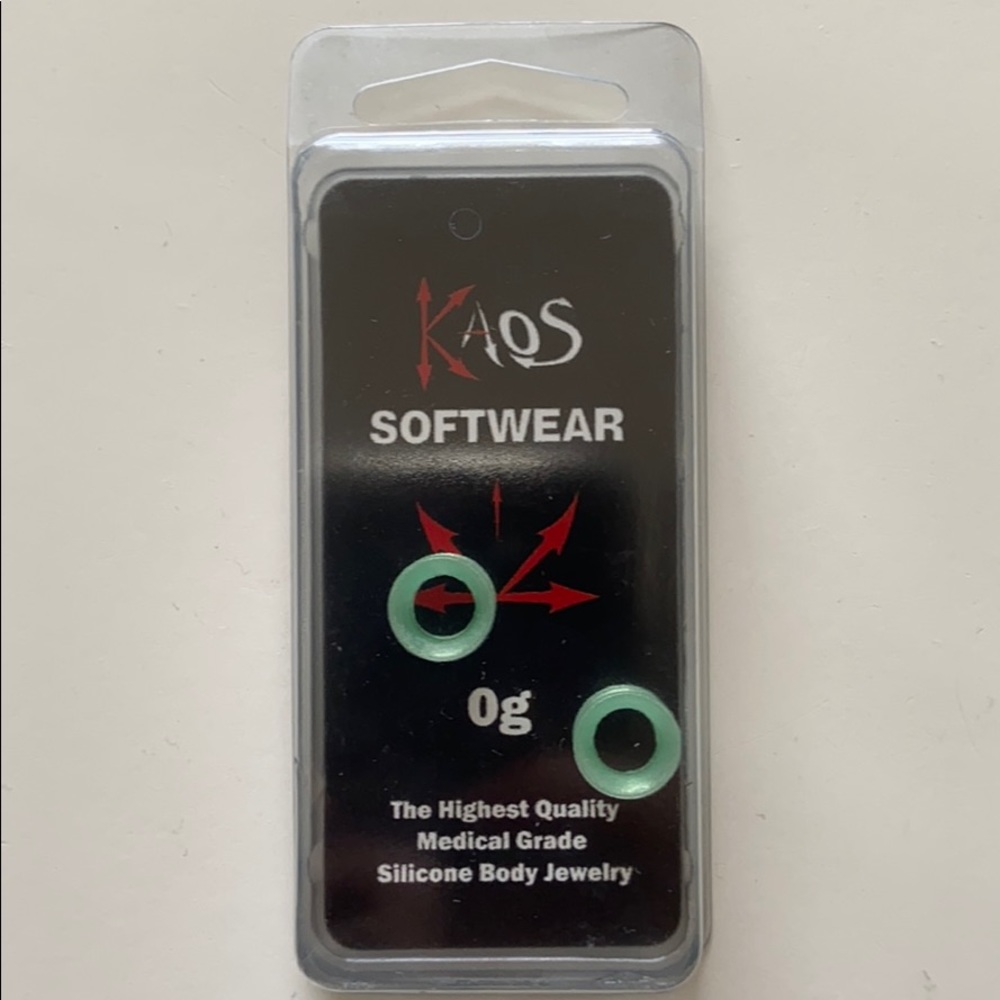 KAOS
SOFTWEAR
0g
The Highest Quality
Medical Grade
Silicone Body Jewelry